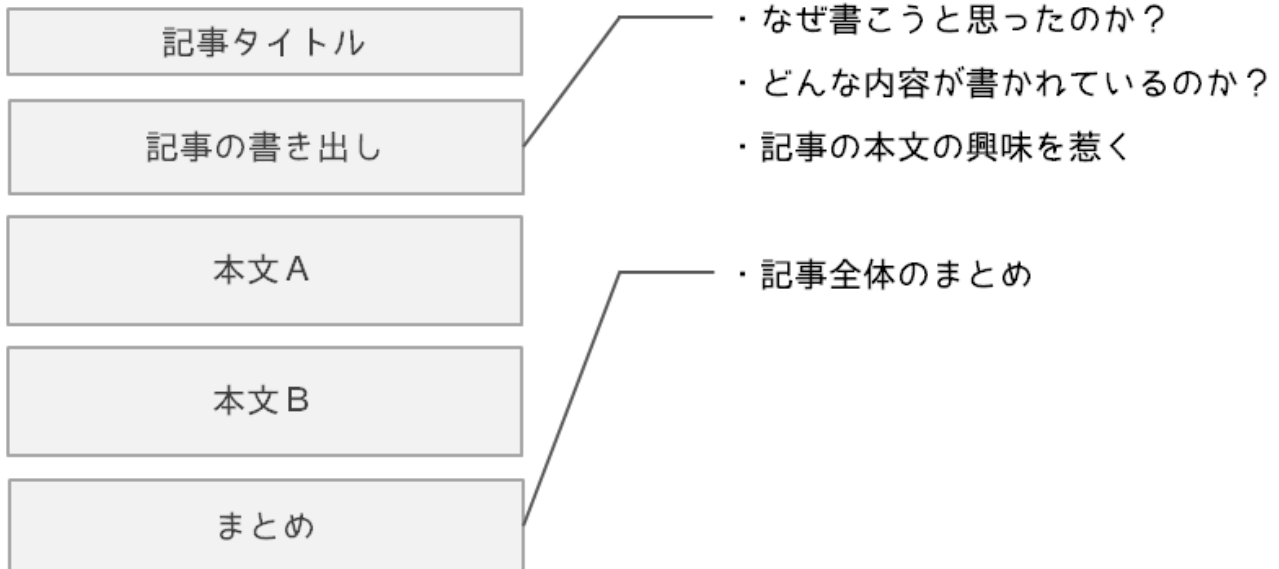 記事タイトル
記事の書き出し
・なぜ書こうと思ったのか？
・どんな内容が書かれているのか？
・記事の本文の興味を惹く
本文Ａ
本文Ｂ
まとめ
・記事全体のまとめ